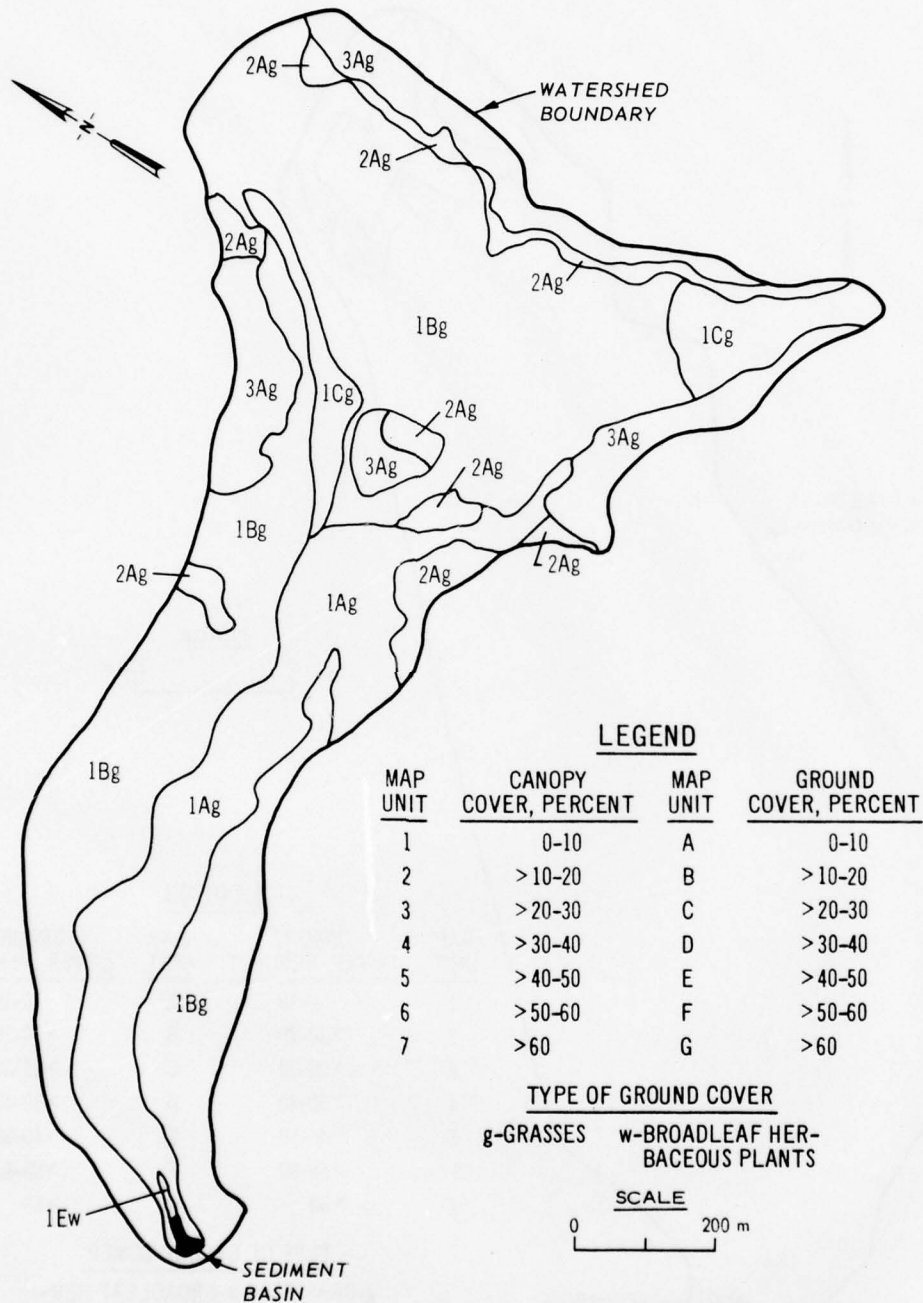 3Ag
2Ag
WATERSHED
BOUNDARY
N
2Ag
2Ag
2Ag
1Bg
1Cg
3Ag
1Cg
2Ag
3Ag
3Ag
2Ag
1Bg
2Ag
2Ag
2Ag
1Ag
1Bg
1Ag
1Bg
1Ew
SEDIMENT
BASIN
LEGEND
MAP UNIT CANOPY COVER, PERCENT MAP UNIT GROUND COVER, PERCENT
1 0-10 A 0-10
2 >10-20 B >10-20
3 >20-30 C >20-30
4 >30-40 D >30-40
5 >40-50 E >40-50
6 >50-60 F >50-60
7 >60 G >60
TYPE OF GROUND COVER
g-GRASSES w-BROADLEAF HER-
BACEOUS PLANTS
SCALE
0 200 m